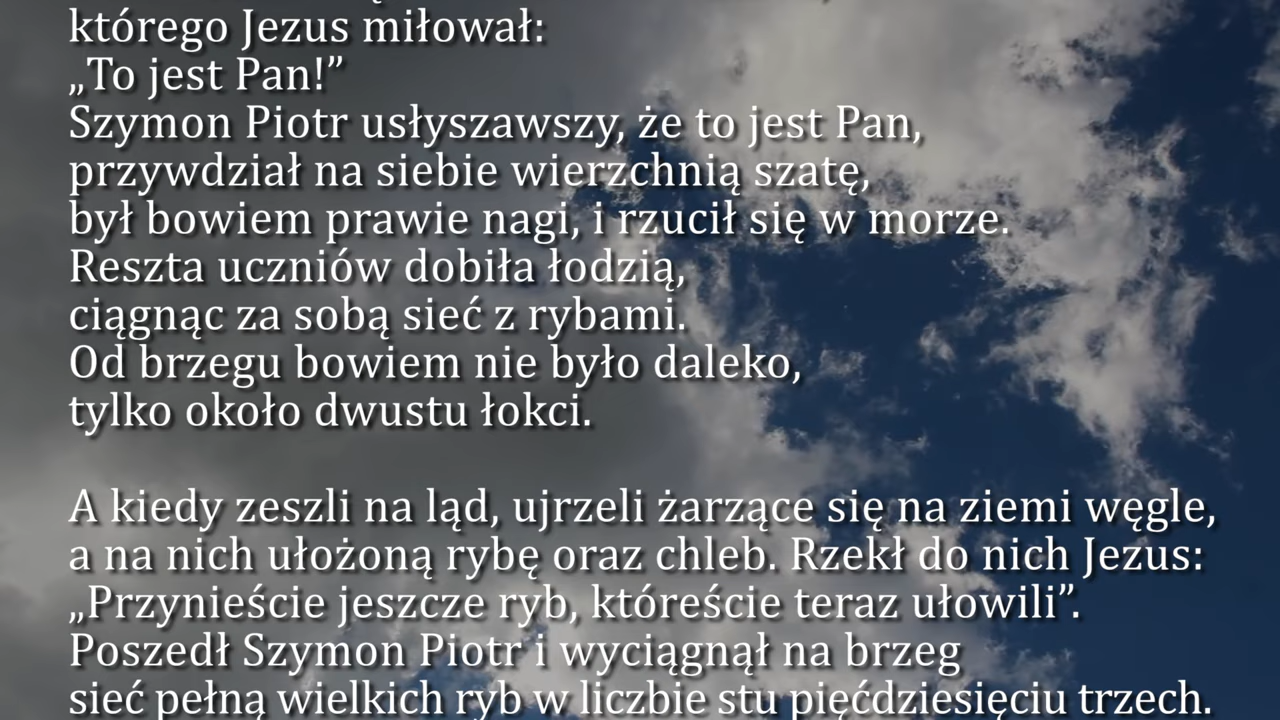 którego Jezus miłował:
„To jest Pan!”
Szymon Piotr usłyszawszy, że to jest Pan,
przywdział na siebie wierzchnią szatę,
był bowiem prawie nagi, i rzucił się w morze.
Reszta uczniów dobiła łodzią,
ciągnąc za sobą sieć z rybami.
Od brzegu bowiem nie było daleko,
tylko około dwustu łokci.
A kiedy zeszli na ląd, ujrzeli żarzące się na ziemi węgle,
a na nich ułożoną rybę oraz chleb. Rzekł do nich Jezus:
„Przynieście jeszcze ryb, któreście teraz ułowili”.
Poszedł Szymon Piotr i wyciągnął na brzeg
sieć pełną wielkich ryb w liczbie stu pięćdziesięciu trzech.